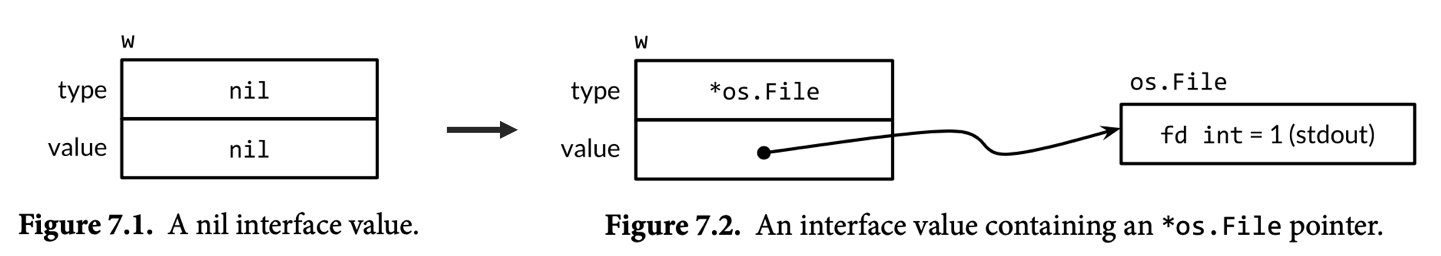 w
type nil
value nil
Figure 7.1. A nil interface value.
w
type *os.File
value
os.File
fd int = 1 (stdout)
Figure 7.2. An interface value containing an *os.File pointer.